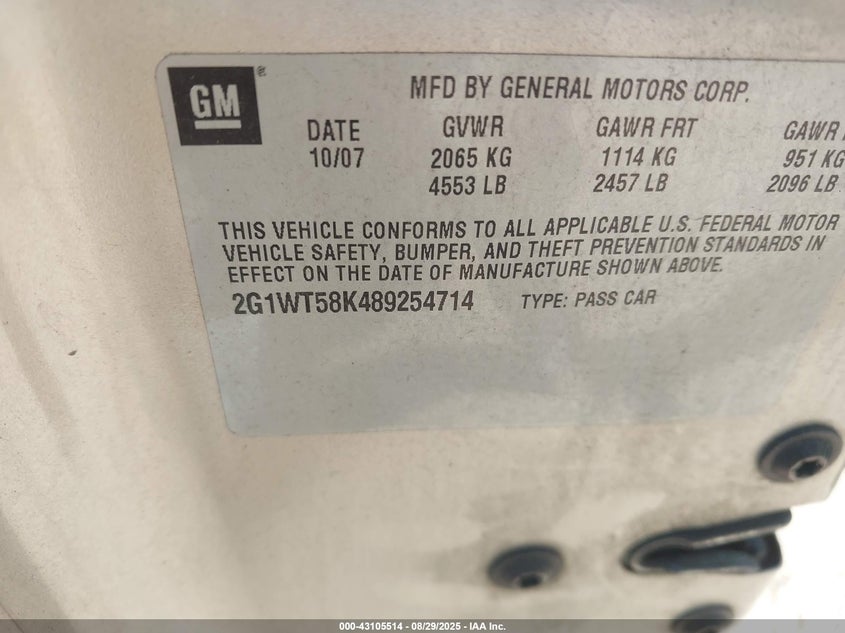 GM®
MFD BY GENERAL MOTORS CORP.
DATE GVWR GAWR FRT GAWR
10/07 2065 KG 1114 KG 951 KG
4553 LB 2457 LB 2096 LB
THIS VEHICLE CONFORMS TO ALL APPLICABLE U.S. FEDERAL MOTOR
VEHICLE SAFETY, BUMPER, AND THEFT PREVENTION STANDARDS IN
EFFECT ON THE DATE OF MANUFACTURE SHOWN ABOVE.
2G1WT58K489254714 TYPE: PASS CAR
000-43105514 - 08/29/2025 - IAA Inc.